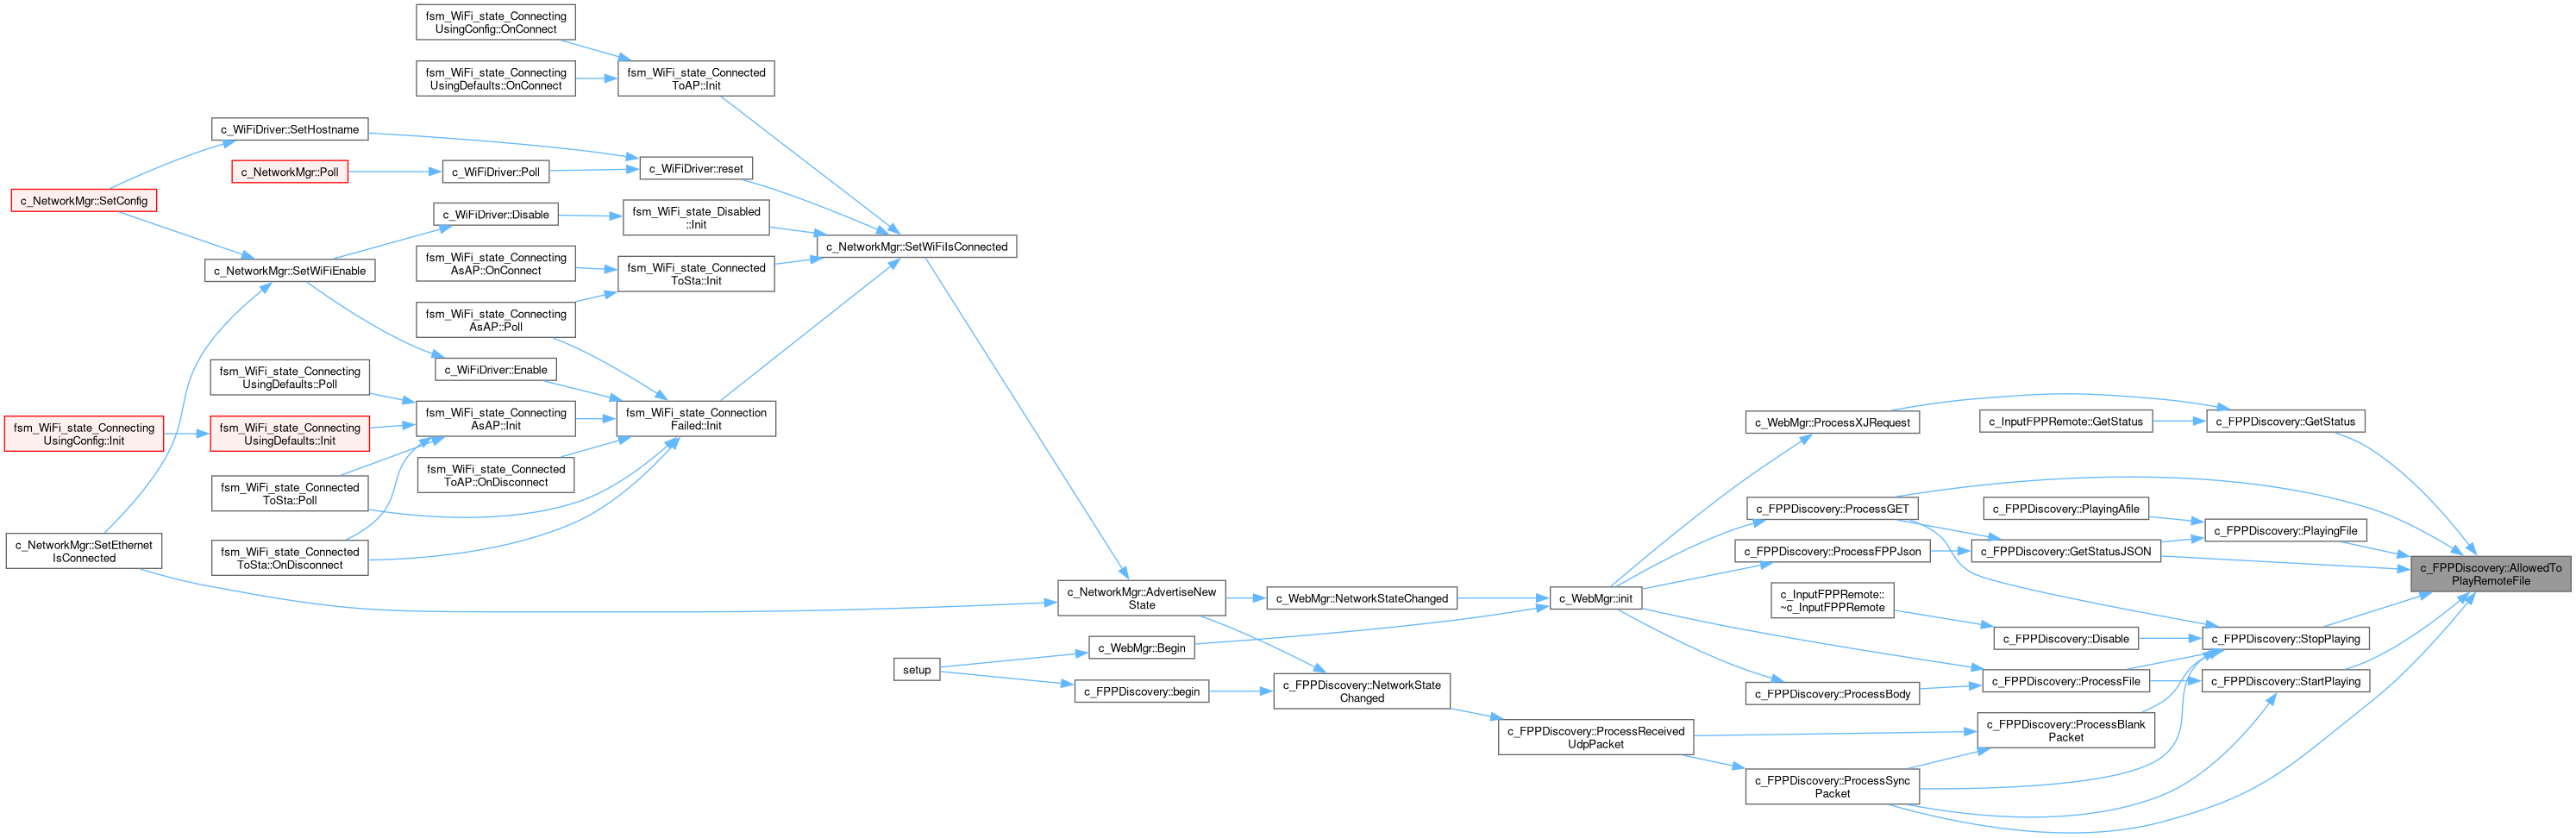 fsm_WiFi_state_Connecting
UsingConfig::OnConnect
fsm_WiFi_state_Connecting
UsingDefaults::OnConnect
fsm_WiFi_state_Connected
ToAP::Init
c_WiFiDriver::SetHostname
c_NetworkMgr::Poll
c_WiFiDriver::Poll
c_WiFiDriver::reset
c_NetworkMgr::SetConfig
c_WiFiDriver::Disable
fsm_WiFi_state_Disabled
::Init
c_NetworkMgr::SetWiFiIsConnected
c_NetworkMgr::SetWiFiEnable
fsm_WiFi_state_Connecting
AsAP::OnConnect
fsm_WiFi_state_Connected
ToSta::Init
fsm_WiFi_state_Connecting
AsAP::Poll
fsm_WiFi_state_Connecting
UsingDefaults::Poll
c_WiFiDriver::Enable
fsm_WiFi_state_Connecting
UsingConfig::Init
fsm_WiFi_state_Connecting
UsingDefaults::Init
fsm_WiFi_state_Connecting
AsAP::Init
fsm_WiFi_state_Connection
Failed::Init
fsm_WiFi_state_Connected
ToAP::OnDisconnect
fsm_WiFi_state_Connected
ToSta::Poll
c_NetworkMgr::SetEthernet
IsConnected
fsm_WiFi_state_Connected
ToSta::OnDisconnect
c_NetworkMgr::AdvertiseNew
State
c_WebMgr::NetworkStateChanged
c_WebMgr::init
setup
c_WebMgr::Begin
c_FPPDiscovery::begin
c_FPPDiscovery::NetworkState
Changed
c_FPPDiscovery::ProcessReceived
UdpPacket
c_WebMgr::ProcessXJRequest
c_InputFPPRemote::GetStatus
c_FPPDiscovery::GetStatus
c_FPPDiscovery::ProcessGET
c_FPPDiscovery::PlayingAfile
c_FPPDiscovery::PlayingFile
c_FPPDiscovery::ProcessFPPJson
c_FPPDiscovery::GetStatusJSON
c_FPPDiscovery::AllowedTo
PlayRemoteFile
c_InputFPPRemote::
~c_InputFPPRemote
c_FPPDiscovery::Disable
c_FPPDiscovery::StopPlaying
c_FPPDiscovery::ProcessBody
c_FPPDiscovery::ProcessFile
c_FPPDiscovery::StartPlaying
c_FPPDiscovery::ProcessBlank
Packet
c_FPPDiscovery::ProcessSync
Packet